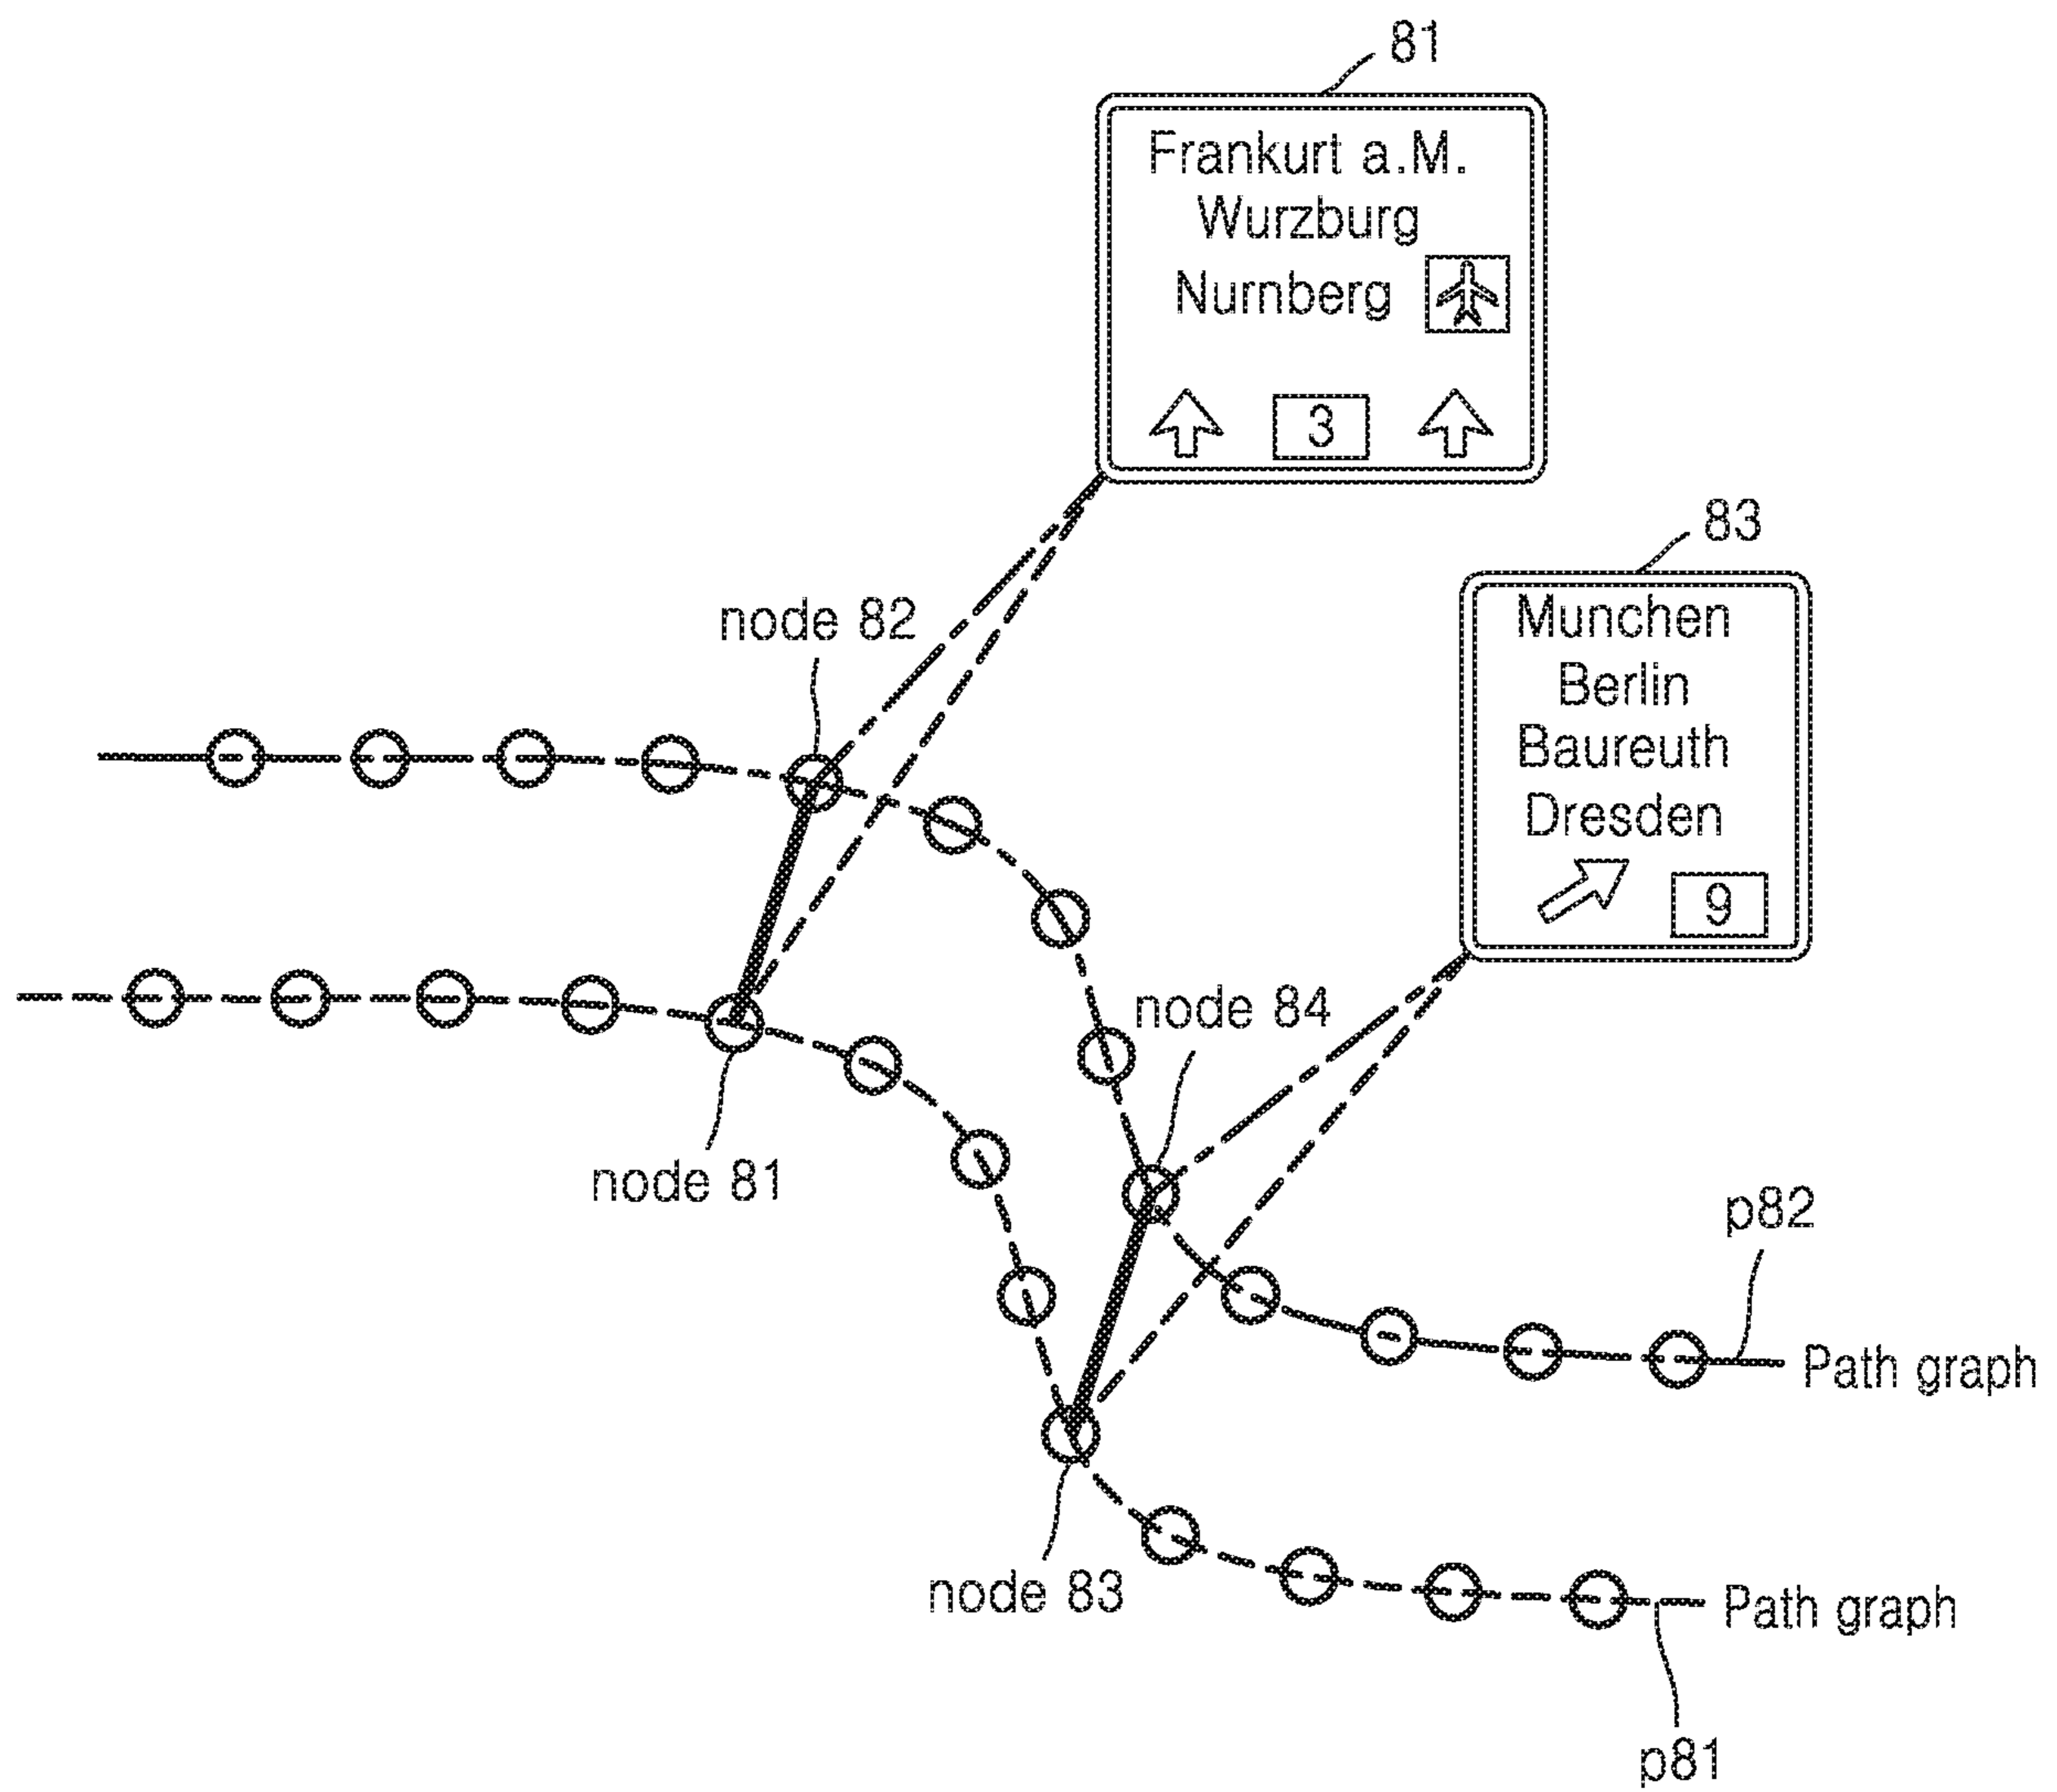 81
Frankurt a.M.
Wurzburg
Nurnberg
3
83
Munchen
Berlin
Baureuth
Dresden
9
node 82
node 84
node 81
p82
Path graph
node 83
Path graph
p81